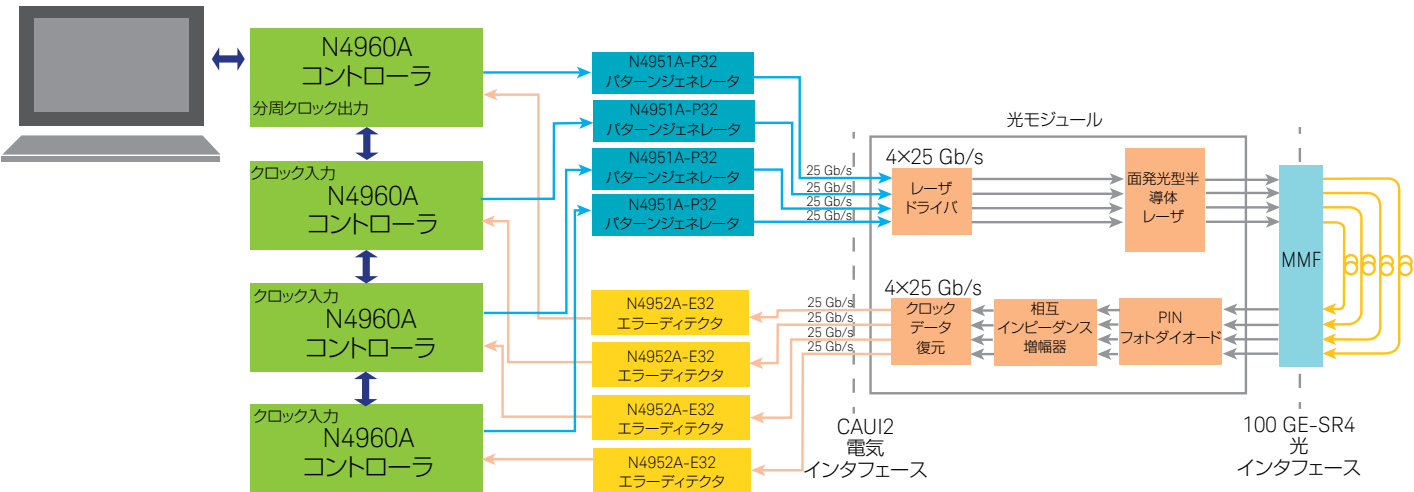 N4960A
コントローラ
分周クロック出力
クロック入力
N4960A
コントローラ
クロック入力
N4960A
コントローラ
クロック入力
N4960A
コントローラ
N4951A-P32
パターンジェネレータ
N4951A-P32
パターンジェネレータ
N4951A-P32
パターンジェネレータ
N4951A-P32
パターンジェネレータ
N4952A-E32
エラーディテクタ
N4952A-E32
エラーディテクタ
N4952A-E32
エラーディテクタ
N4952A-E32
エラーディテクタ
25 Gb/s
25 Gb/s
25 Gb/s
25 Gb/s
25 Gb/s
25 Gb/s
25 Gb/s
25 Gb/s
CAUI2
電気
インタフェース
光モジュール
4×25 Gb/s
レーザ
ドライバ
面発光型半
導体
レーザ
4×25 Gb/s
クロック
データ
復元
相互
インピーダンス
増幅器
PIN
フォトダイオード
MMF
100 GE-SR4
光
インタフェース